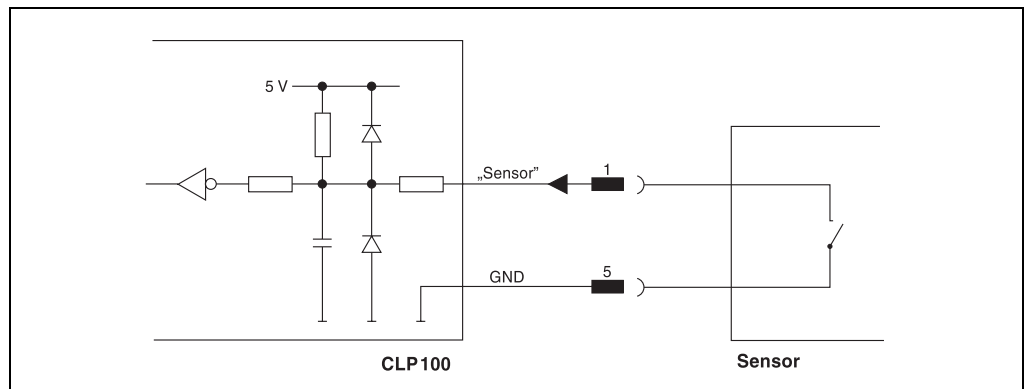 5 V
„Sensor”
1
GND
5
CLP100
Sensor